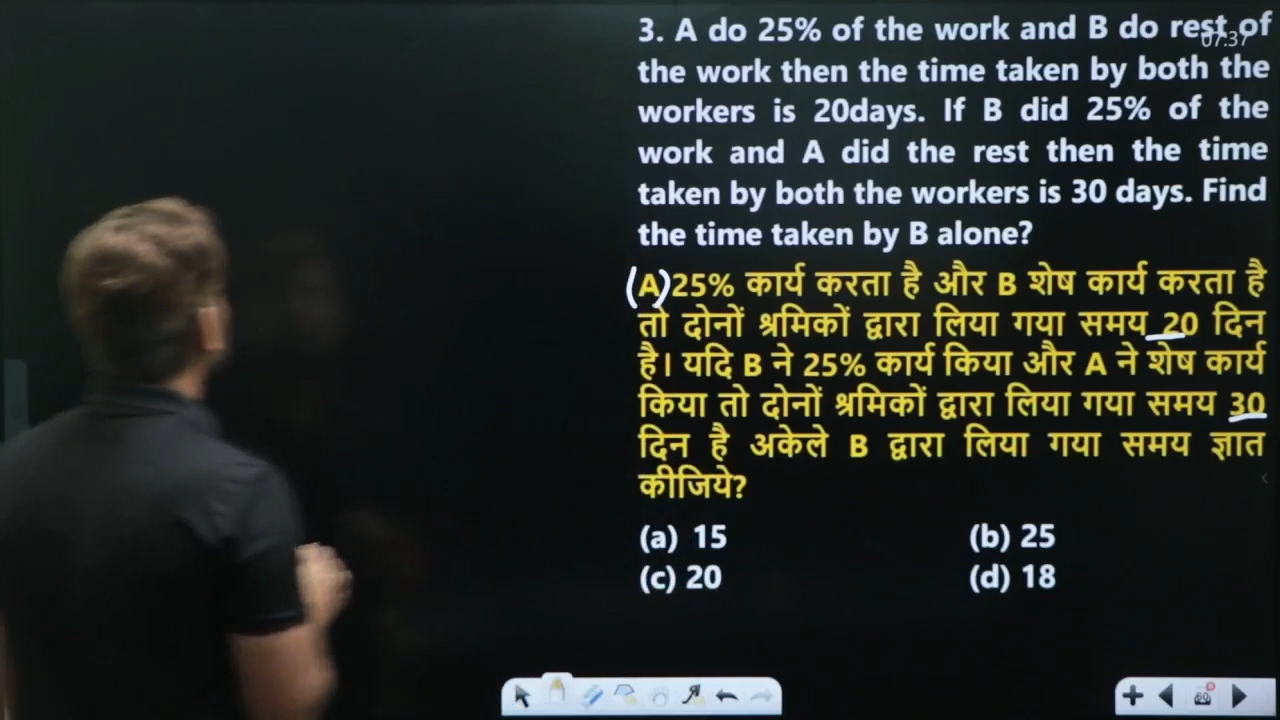 3. A do 25% of the work and B do rest of
07:37
the work then the time taken by both the
workers is 20days. If B did 25% of the
work and A did the rest then the time
taken by both the workers is 30 days. Find
the time taken by B alone?
(A) 25% कार्य करता है और B शेष कार्य करता है
तो दोनों श्रमिकों द्वारा लिया गया समय 20 दिन
है। यदि B ने 25% कार्य किया और A ने शेष कार्य
किया तो दोनों श्रमिकों द्वारा लिया गया समय 30
दिन है अकेले B द्वारा लिया गया समय ज्ञात
कीजिये?
(a) 15 (b) 25
(c) 20 (d) 18
60